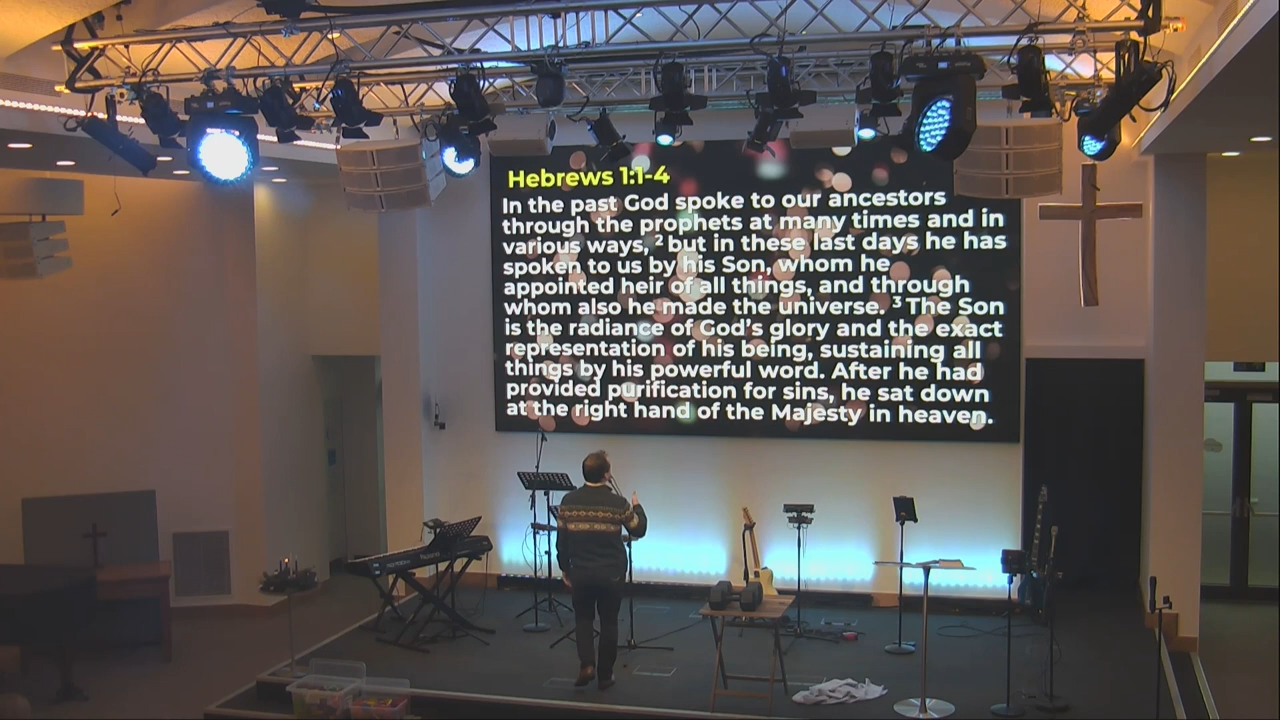 Hebrews 1:1-4
In the past God spoke to our ancestors
through the prophets at many times and in
various ways, ² but in these last days he has
spoken to us by his Son, whom he
appointed heir of all things, and through
whom also he made the universe. ³ The Son
is the radiance of God’s glory and the exact
representation of his being, sustaining all
things by his powerful word. After he had
provided purification for sins, he sat down
at the right hand of the Majesty in heaven.